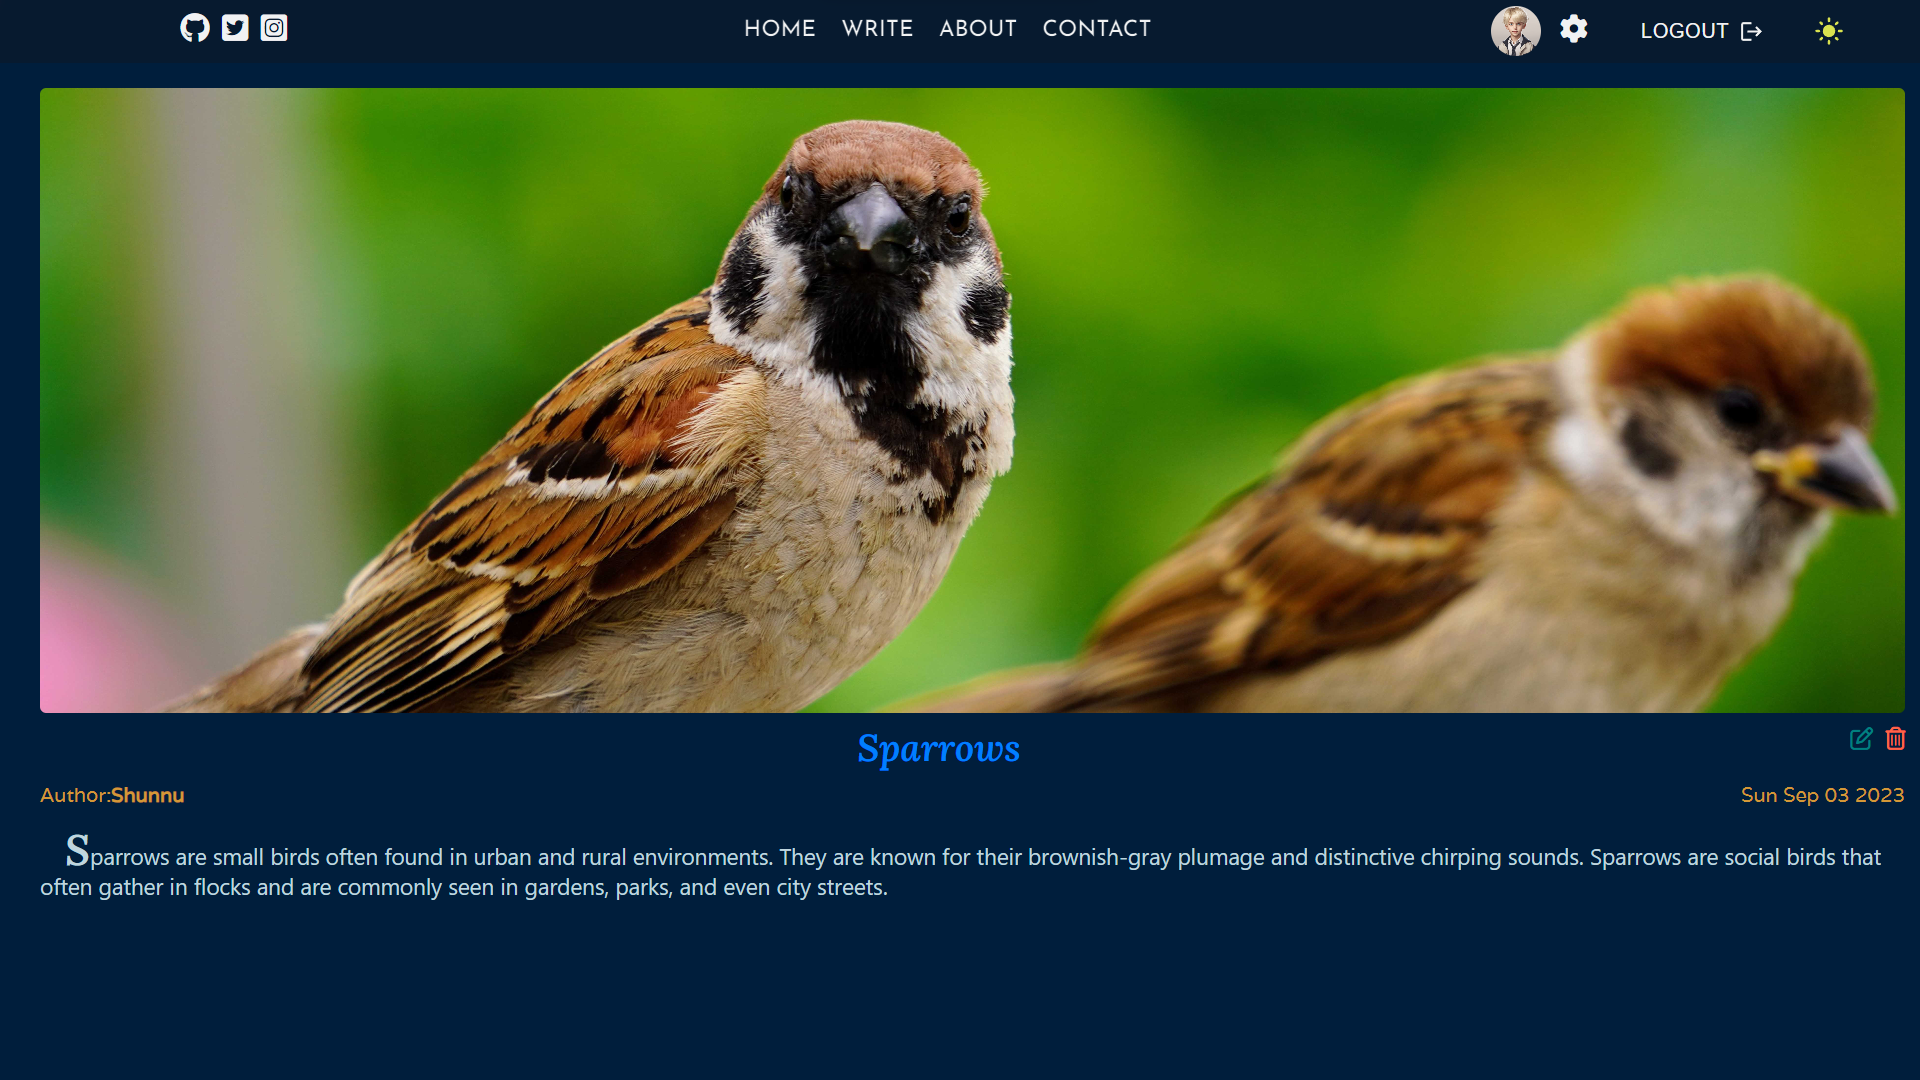 HOME WRITE ABOUT CONTACT LOGOUT
Sparrows
Author:Shunnu Sun Sep 03 2023
Sparrows are small birds often found in urban and rural environments. They are known for their brownish-gray plumage and distinctive chirping sounds. Sparrows are social birds that
often gather in flocks and are commonly seen in gardens, parks, and even city streets.